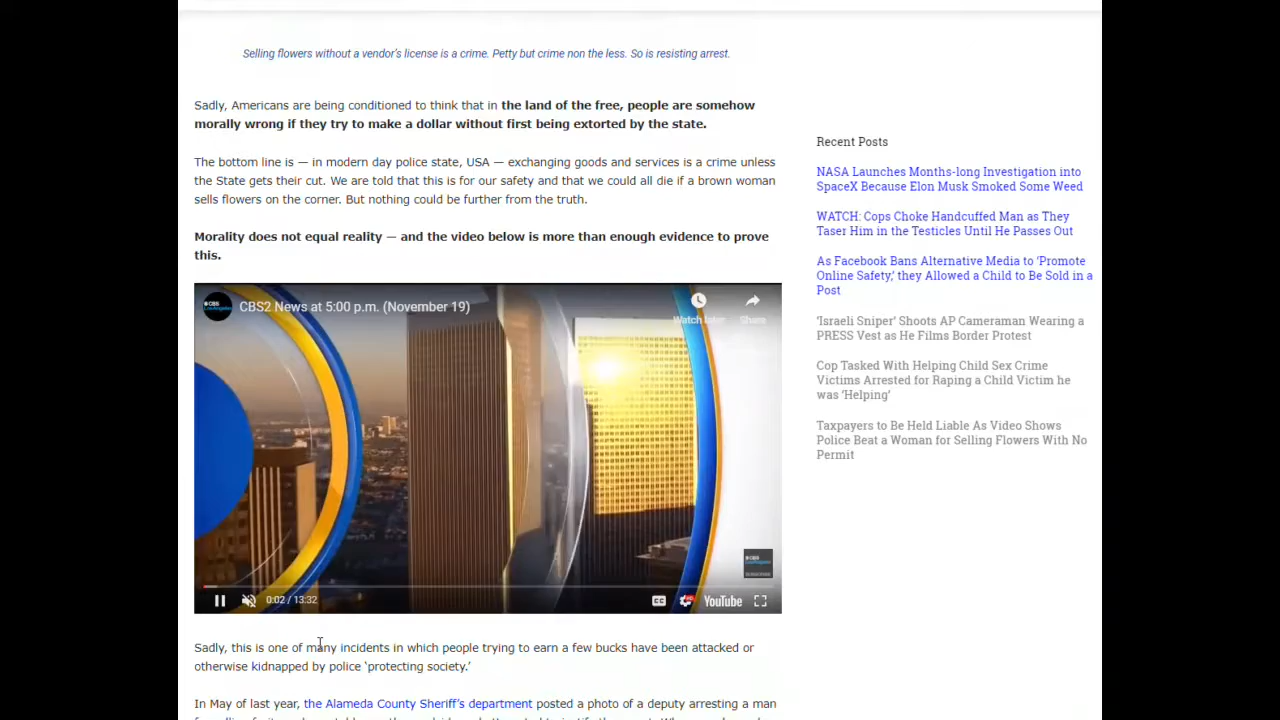 Selling flowers without a vendor's license is a crime. Petty but crime non the less. So is resisting arrest.
Sadly, Americans are being conditioned to think that in the land of the free, people are somehow
morally wrong if they try to make a dollar without first being extorted by the state.
The bottom line is — in modern day police state, USA — exchanging goods and services is a crime unless
the State gets their cut. We are told that this is for our safety and that we could all die if a brown woman
sells flowers on the corner. But nothing could be further from the truth.
Morality does not equal reality — and the video below is more than enough evidence to prove
this.
CBS2 News at 5:00 p.m. (November 19)
Watch later
Share
0:02 / 13:32
CC
YouTube
Sadly, this is one of many incidents in which people trying to earn a few bucks have been attacked or
otherwise kidnapped by police ‘protecting society.’
In May of last year, the Alameda County Sheriff’s department posted a photo of a deputy arresting a man
Recent Posts
NASA Launches Months-long Investigation into
SpaceX Because Elon Musk Smoked Some Weed
WATCH: Cops Choke Handcuffed Man as They
Taser Him in the Testicles Until He Passes Out
As Facebook Bans Alternative Media to ‘Promote
Online Safety,’ they Allowed a Child to Be Sold in a
Post
‘Israeli Sniper’ Shoots AP Cameraman Wearing a
PRESS Vest as He Films Border Protest
Cop Tasked With Helping Child Sex Crime
Victims Arrested for Raping a Child Victim he
was ‘Helping’
Taxpayers to Be Held Liable As Video Shows
Police Beat a Woman for Selling Flowers With No
Permit